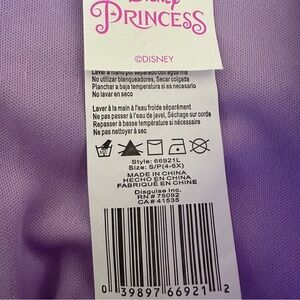 DISNEY
PRINCESS
©DISNEY
Lavar a mano por separado con agua fría
No utilizar blanqueadores, Secar colgada
Planchar a baja temperatura si es necesario
No lavar en seco
Laver à la main à l'eau froide séparément
Ne pas passer à l'eau de javel, Séchage sur corde
Repasser à basse température si nécessaire
Ne pas nettoyer à sec
Style: 66921L
Size: S/P(4-6X)
MADE IN CHINA
HECHO EN CHINA
FABRIQUÉ EN CHINE
Disguise Inc.
RN # 75092
CA # 41535
0 39897 66921 2